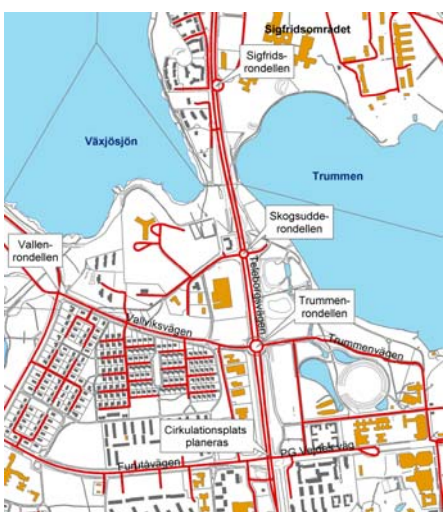 Sigfridsområdet
Sigfrids-
rondellen
Växjösjön
Trummen
Skogsudde-
rondellen
Vallen-
rondellen
Teleborgsvägen
Trummen-
rondellen
Vallviksvägen
Trummenvägen
Cirkulationsplats
planeras
PG Vejdes väg
Furutåvägen